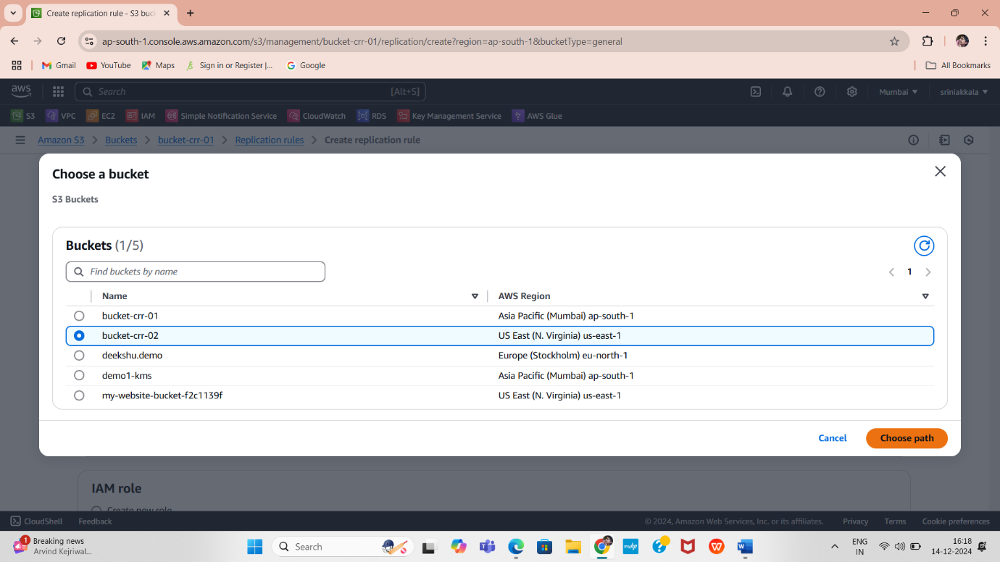 Create replication rule - S3 buc
ap-south-1.console.aws.amazon.com/s3/management/bucket-crr-01/replication/create?region=ap-south-1&bucketType=general
Gmail YouTube Maps Sign in or Register |... Google All Bookmarks
aws Search [Alt+S] Mumbai sriniakkala
S3 VPC EC2 IAM Simple Notification Service CloudWatch RDS Key Management Service AWS Glue
Amazon S3 Buckets bucket-crr-01 Replication rules Create replication rule
Choose a bucket
S3 Buckets
Buckets (1/5)
Find buckets by name
1
Name AWS Region
bucket-crr-01 Asia Pacific (Mumbai) ap-south-1
bucket-crr-02 US East (N. Virginia) us-east-1
deekshu.demo Europe (Stockholm) eu-north-1
demo1-kms Asia Pacific (Mumbai) ap-south-1
my-website-bucket-f2c1139f US East (N. Virginia) us-east-1
Cancel Choose path
IAM role
Create new role
CloudShell Feedback © 2024, Amazon Web Services, Inc. or its affiliates. Privacy Terms Cookie preferences
1 Breaking news
Arvind Kejriwal...
Search
myhp
ENG
IN
16:18
14-12-2024